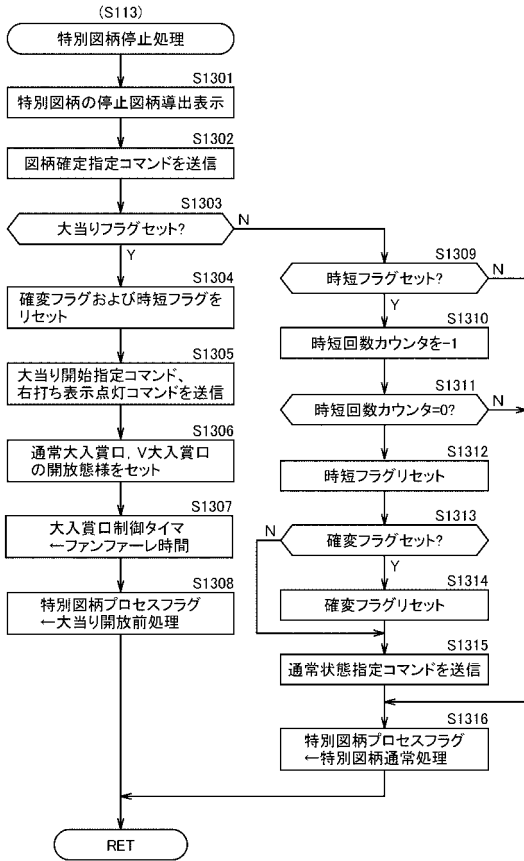 (S113)
特別図柄停止処理
S1301
特別図柄の停止図柄導出表示
S1302
図柄確定指定コマンドを送信
S1303
大当りフラグセット?
N
Y
S1304
確変フラグおよび時短フラグを
リセット
S1305
大当り開始指定コマンド、
右打ち表示点灯コマンドを送信
S1306
通常大入賞口, V大入賞口
の開放態様をセット
S1307
大入賞口制御タイマ
←ファンファーレ時間
S1308
特別図柄プロセスフラグ
←大当り開放前処理
S1309
時短フラグセット?
N
Y
S1310
時短回数カウンタを-1
S1311
時短回数カウンタ=0?
N
S1312
時短フラグリセット
S1313
N
確変フラグセット?
Y
S1314
確変フラグリセット
S1315
通常状態指定コマンドを送信
S1316
特別図柄プロセスフラグ
←特別図柄通常処理
RET